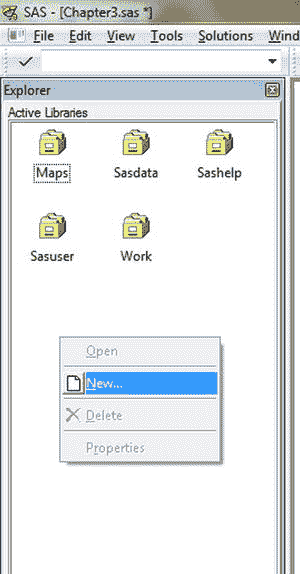 SAS - [Chapter3.sas *]
File Edit View Tools Solutions Wind
Explorer
Active Libraries
Maps Sasdata Sashelp
Sasuser Work
Open
New...
Delete
Properties